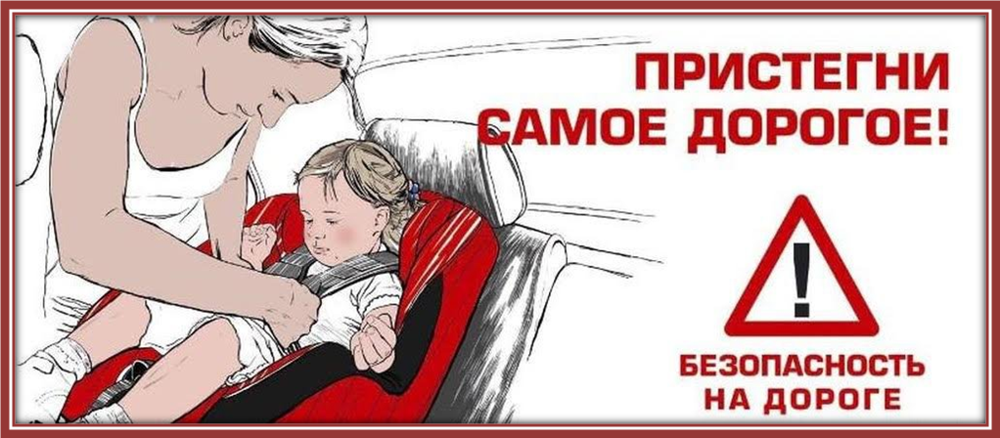 ПРИСТЕГНИ
САМОЕ ДОРОГОЕ!
!
БЕЗОПАСНОСТЬ
НА ДОРОГЕ